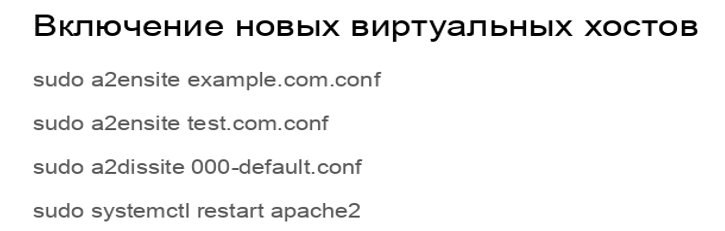 Включение новых виртуальных хостов
sudo a2ensite example.com.conf
sudo a2ensite test.com.conf
sudo a2dissite 000-default.conf
sudo systemctl restart apache2